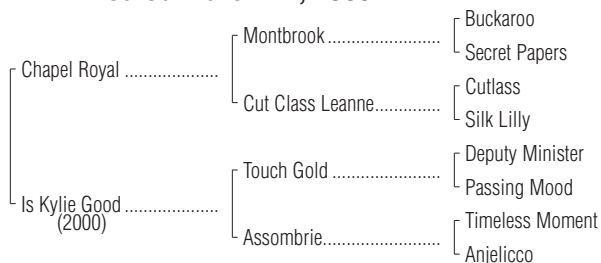 Chapel Royal ....................
Is Kylie Good ....................
(2000)
Montbrook .......................
Cut Class Leanne..............
Touch Gold .......................
Assombrie.........................
Buckaroo
Secret Papers
Cutlass
Silk Lilly
Deputy Minister
Passing Mood
Timeless Moment
Anjelicco